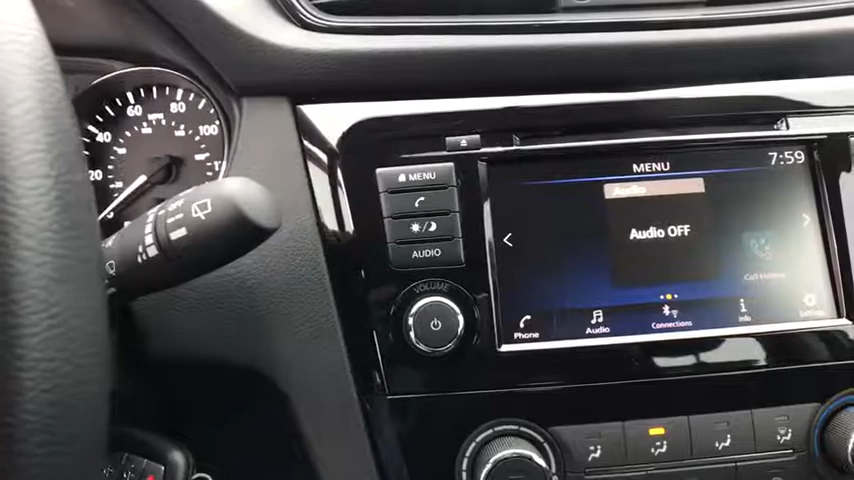 60
MPH
80
40
100
20
OFF
MENU
AUDIO
VOLUME
MENU
7:59
Audio
Audio OFF
Phone
Audio
Connections
Info
Settings